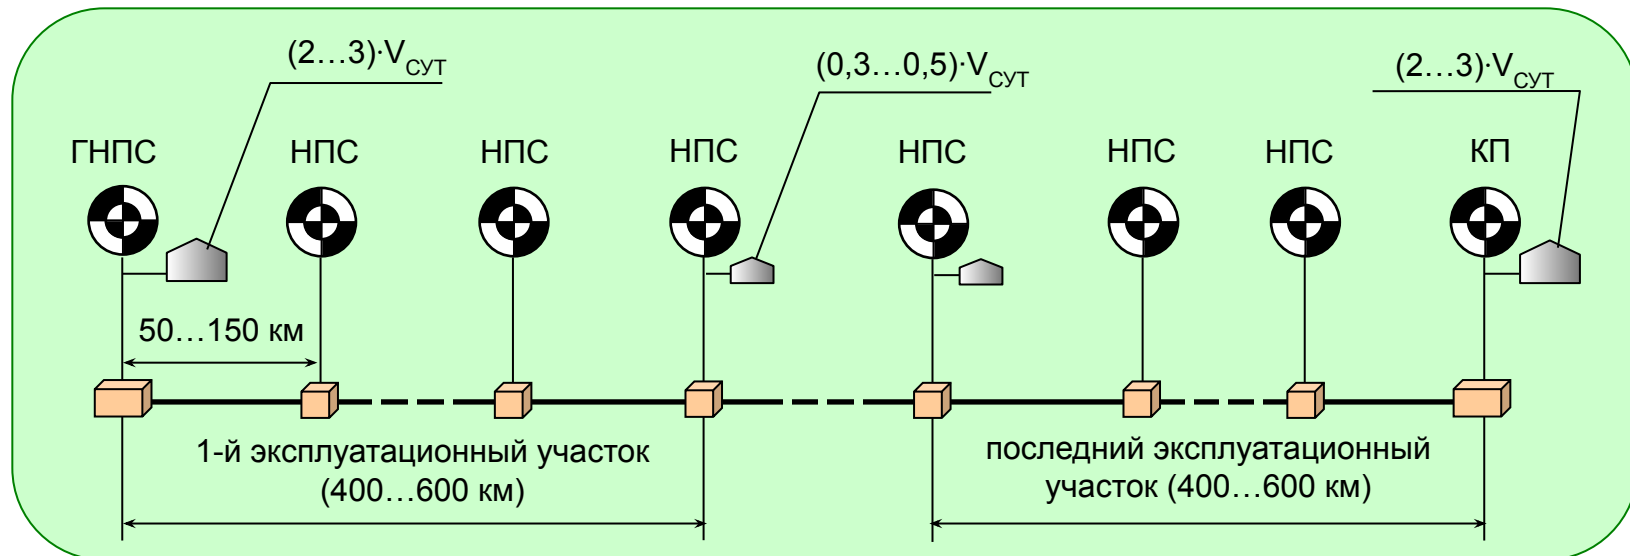 (2…3)·VСУТ
(0,3…0,5)·VСУТ
(2…3)·VСУТ
ГНПС
НПС
НПС
НПС
НПС
НПС
НПС
КП
50…150 км
1-й эксплуатационный участок
(400…600 км)
последний эксплуатационный
участок (400…600 км)